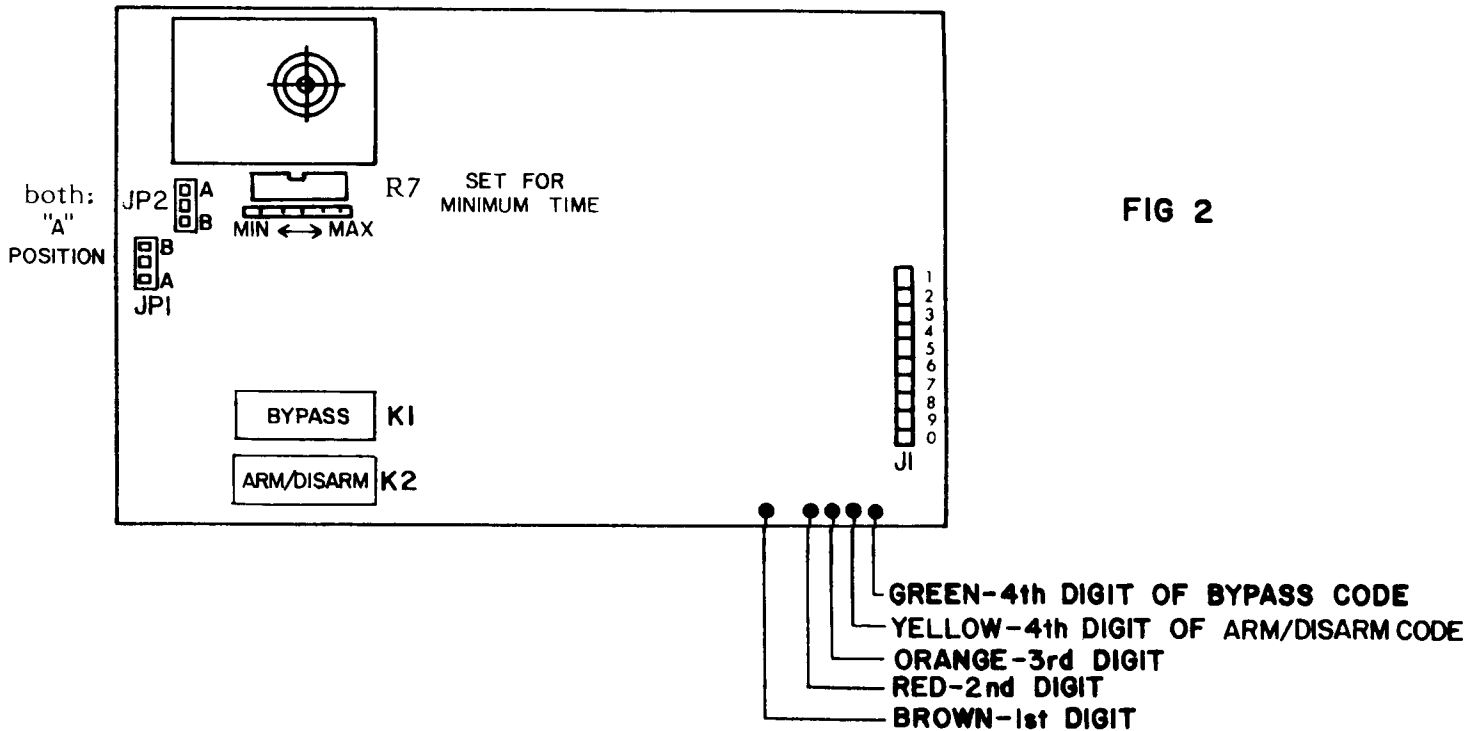 both:
"A"
POSITION
JP2
A
B
B
A
JP1
R7
SET FOR
MINIMUM TIME
MIN MAX
FIG 2
1
2
3
4
5
6
7
8
9
0
J1
BYPASS K1
ARM/DISARM K2
GREEN-4th DIGIT OF BYPASS CODE
YELLOW-4th DIGIT OF ARM/DISARM CODE
ORANGE-3rd DIGIT
RED-2nd DIGIT
BROWN-1st DIGIT